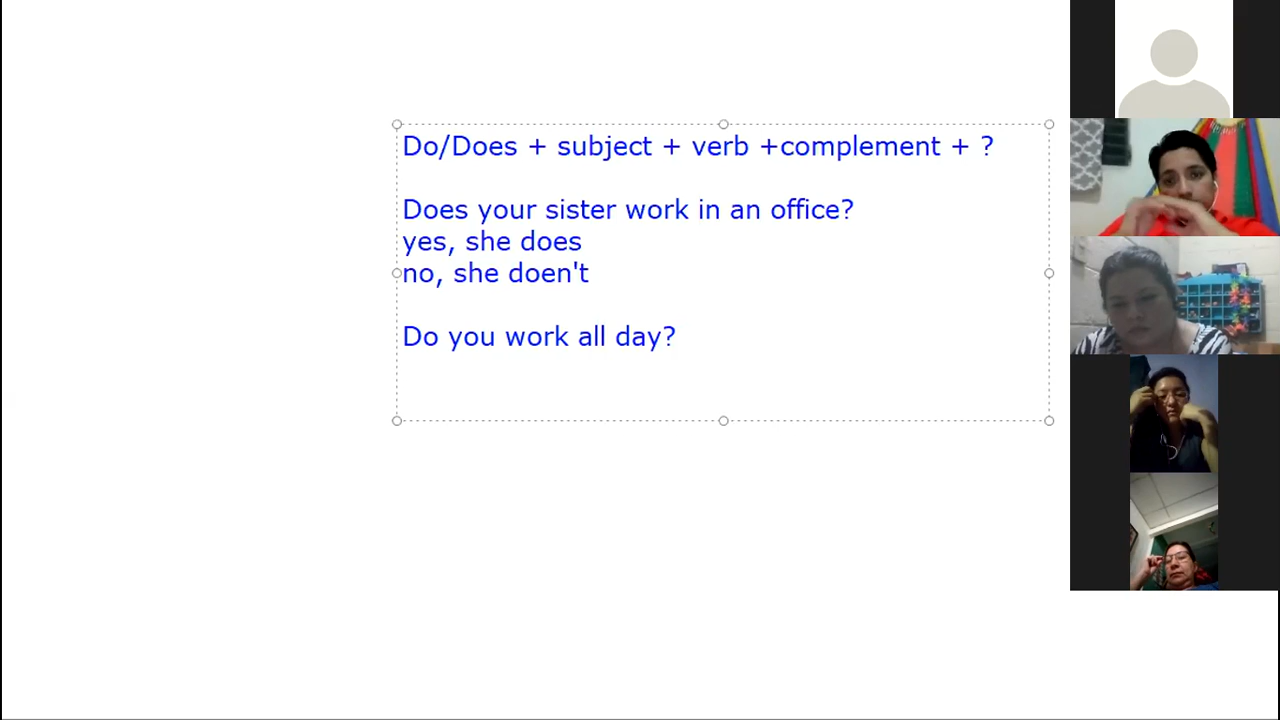 Do/Does + subject + verb +complement + ?
Does your sister work in an office?
yes, she does
no, she doen't
Do you work all day?